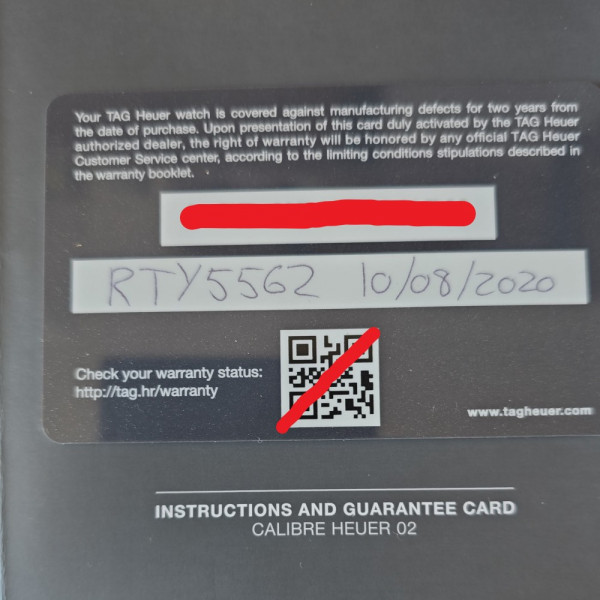 Your TAG Heuer watch is covered against manufacturing defects for two years from
the date of purchase. Upon presentation of this card duly activated by the TAG Heuer
authorized dealer, the right of warranty will be honored by any official TAG Heuer
Customer Service center, according to the limiting conditions stipulations described in
the warranty booklet.
RTY5562 10/08/2020
Check your warranty status:
http://tag.hr/warranty
www.tagheuer.com
INSTRUCTIONS AND GUARANTEE CARD
CALIBRE HEUER 02